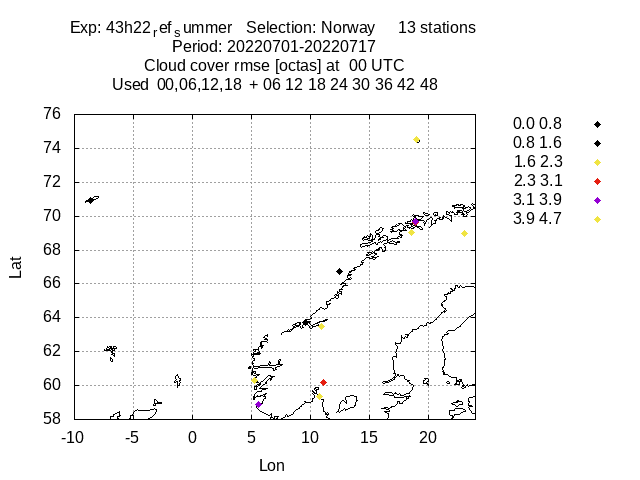 Exp: 43h22refsummer   Selection: Norway     13 stations
Period: 20220701-20220717
Cloud cover rmse [octas] at  00 UTC
Used  00,06,12,18  + 06 12 18 24 30 36 42 48
76
74
72
70
68
66
64
62
60
58
Lat
-10 -5 0 5 10 15 20
Lon
0.0 0.8
0.8 1.6
1.6 2.3
2.3 3.1
3.1 3.9
3.9 4.7